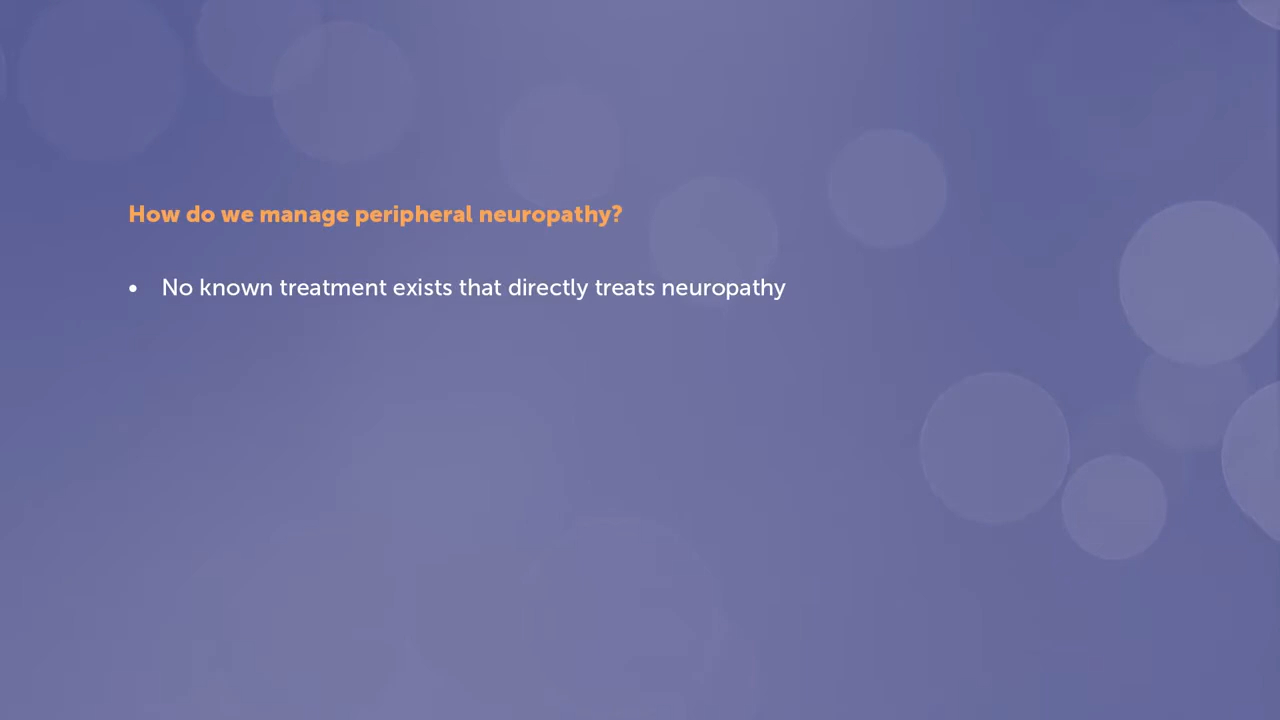 How do we manage peripheral neuropathy?
• No known treatment exists that directly treats neuropathy